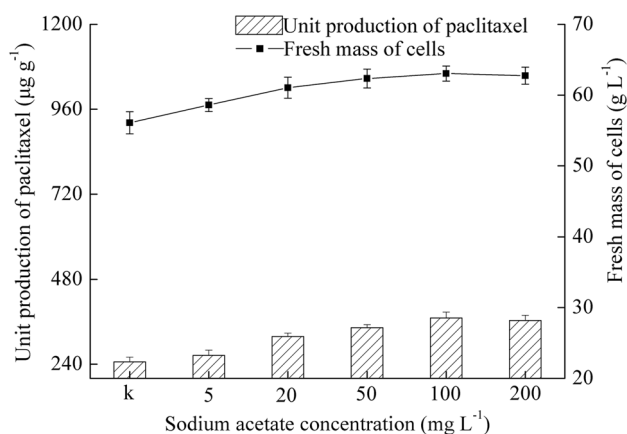 Unit production of paclitaxel
Fresh mass of cells
Unit production of paclitaxel (μg g⁻¹)
1200
960
720
480
240
70
60
50
40
30
20
Fresh mass
of cells (g L⁻¹)
k 5 20 50 100 200
Sodium acetate concentration (mg L⁻¹)